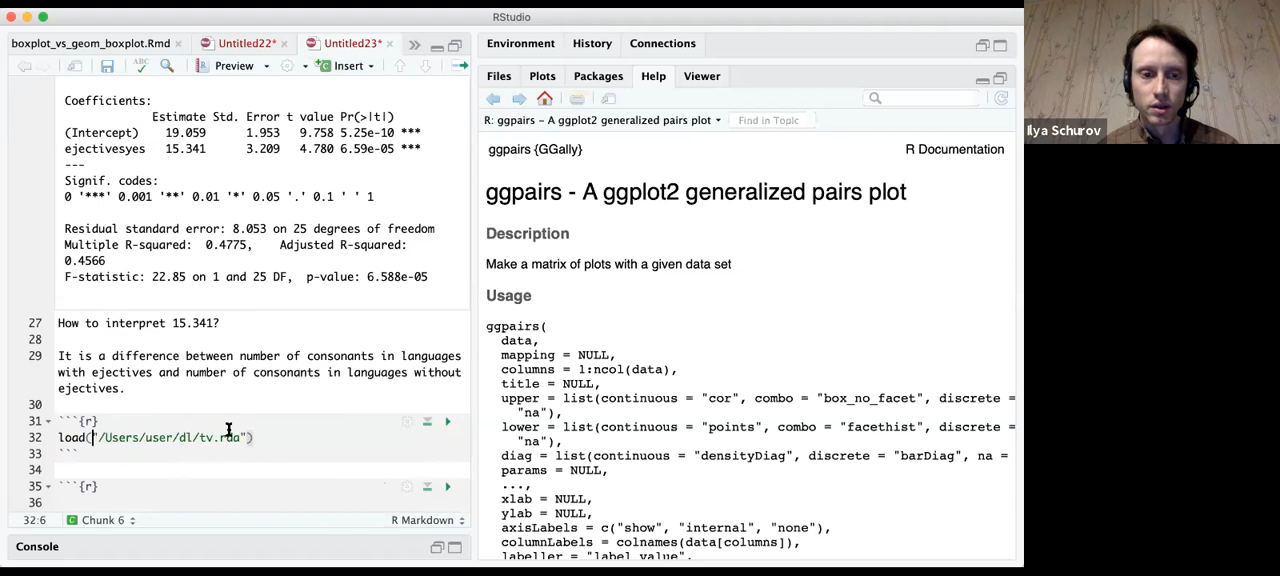 RStudio
boxplot_vs_geom_boxplot.Rmd
Untitled22*
Untitled23*
ABC
Preview
Insert
Coefficients:
Estimate Std. Error t value Pr(>|t|)
(Intercept) 19.059 1.953 9.758 5.25e-10 ***
ejectivesyes 15.341 3.209 4.780 6.59e-05 ***
---
Signif. codes:
0 '***' 0.001 '**' 0.01 '*' 0.05 '.' 0.1 ' ' 1
Residual standard error: 8.053 on 25 degrees of freedom
Multiple R-squared: 0.4775, Adjusted R-squared:
0.4566
F-statistic: 22.85 on 1 and 25 DF, p-value: 6.588e-05
27 How to interpret 15.341?
28
29 It is a difference between number of consonants in languages
with ejectives and number of consonants in languages without
ejectives.
30
31 ```{r}
32 load("/Users/user/dl/tv.rda")
33 ```
34
35 ```{r}
36
32:6 Chunk 6 R Markdown
Console
Environment History Connections
Files Plots Packages Help Viewer
R: ggpairs - A ggplot2 generalized pairs plot Find in Topic
ggpairs {GGally} R Documentation
ggpairs - A ggplot2 generalized pairs plot
Description
Make a matrix of plots with a given data set
Usage
ggpairs(
data,
mapping = NULL,
columns = 1:ncol(data),
title = NULL,
upper = list(continuous = "cor", combo = "box_no_facet", discrete =
"na"),
lower = list(continuous = "points", combo = "facethist", discrete =
"na"),
diag = list(continuous = "densityDiag", discrete = "barDiag", na =
params = NULL,
...,
xlab = NULL,
ylab = NULL,
axisLabels = c("show", "internal", "none"),
columnLabels = colnames(data[columns]),
labeller = "label_value",
Ilya Schurov